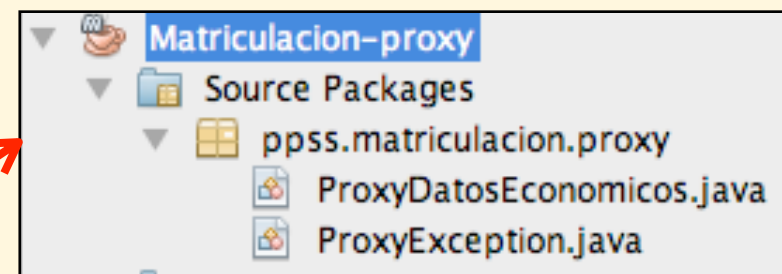 Matriculacion-proxy
Source Packages
ppss.matriculacion.proxy
ProxyDatosEconomicos.java
ProxyException.java